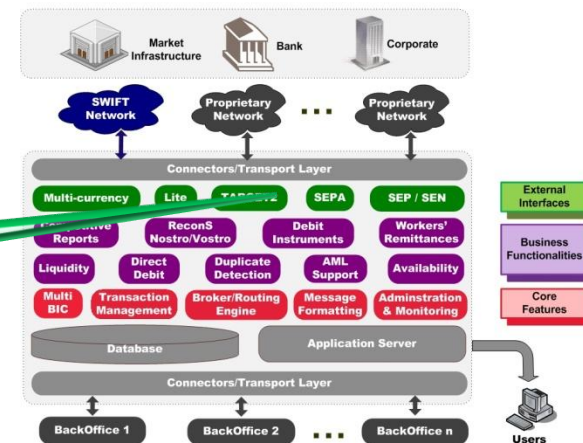 Market
Infrastructure
Bank
Corporate
SWIFT
Network
Proprietary
Network
Proprietary
Network
Connectors/Transport Layer
Multi-currency
Lite
TARGET2
SEPA
SEP / SEN
External
Interfaces
Reports
ReconS
Nostro/Vostro
Debit
Instruments
Workers'
Remittances
Business
Functionalities
Liquidity
Direct
Debit
Duplicate
Detection
AML
Support
Availability
Multi
BIC
Transaction
Management
Broker/Routing
Engine
Message
Formatting
Adminstration
& Monitoring
Core
Features
Database
Application Server
Connectors/Transport Layer
BackOffice 1
BackOffice 2
BackOffice n
Users